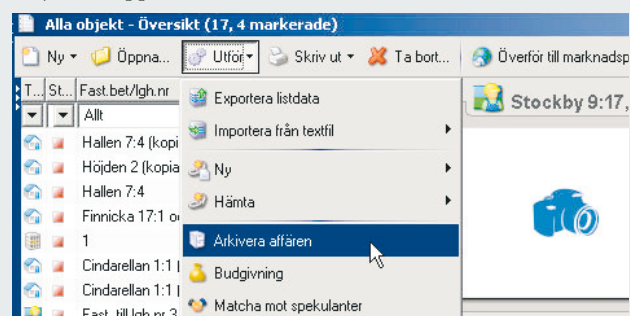 Alla objekt - Översikt (17, 4 markerade)
Ny Öppna... Utför Skriv ut Ta bort... Överför till marknadsp
T... St... Fast.bet/lgh.nr
Allt
Hallen 7:4 (kopi
Höjden 2 (kopia
Hallen 7:4
Finnicka 17:1 o
1
Cindarellan 1:1
Cindarellan 1:1
Fast. till lgh nr 3
Exportera listdata
Importera från textfil
Ny
Hämta
Arkivera affären
Budgivning
Matcha mot spekulanter
Stockby 9:17,